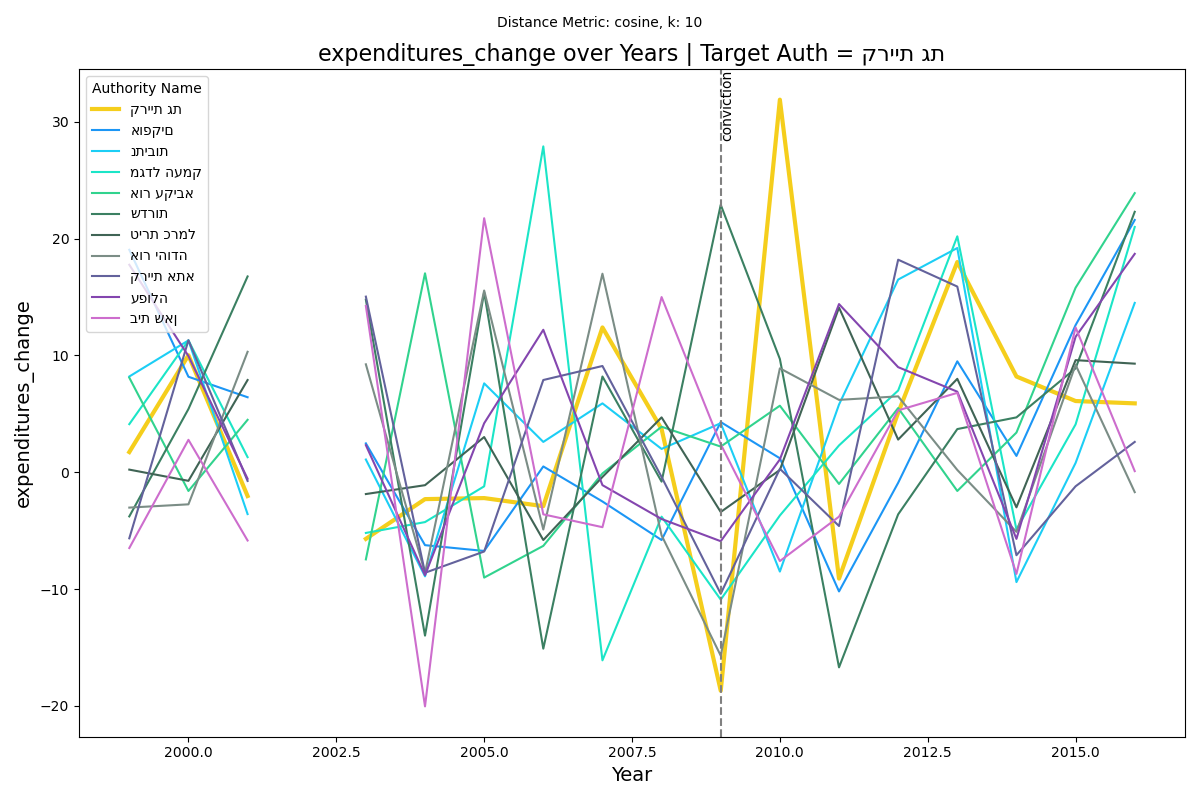 Distance Metric: cosine, k: 10
expenditures_change over Years | Target Auth = קריית גת
Authority Name
קריית גת
אופקים
נתיבות
מגדל העמק
אור עקיבא
שדרות
טירת כרמל
אור יהודה
קריית אתא
עפולה
בית שאן
conviction
expenditures_change
30
20
10
0
−10
−20
2000.0
2002.5
2005.0
2007.5
2010.0
2012.5
2015.0
Year